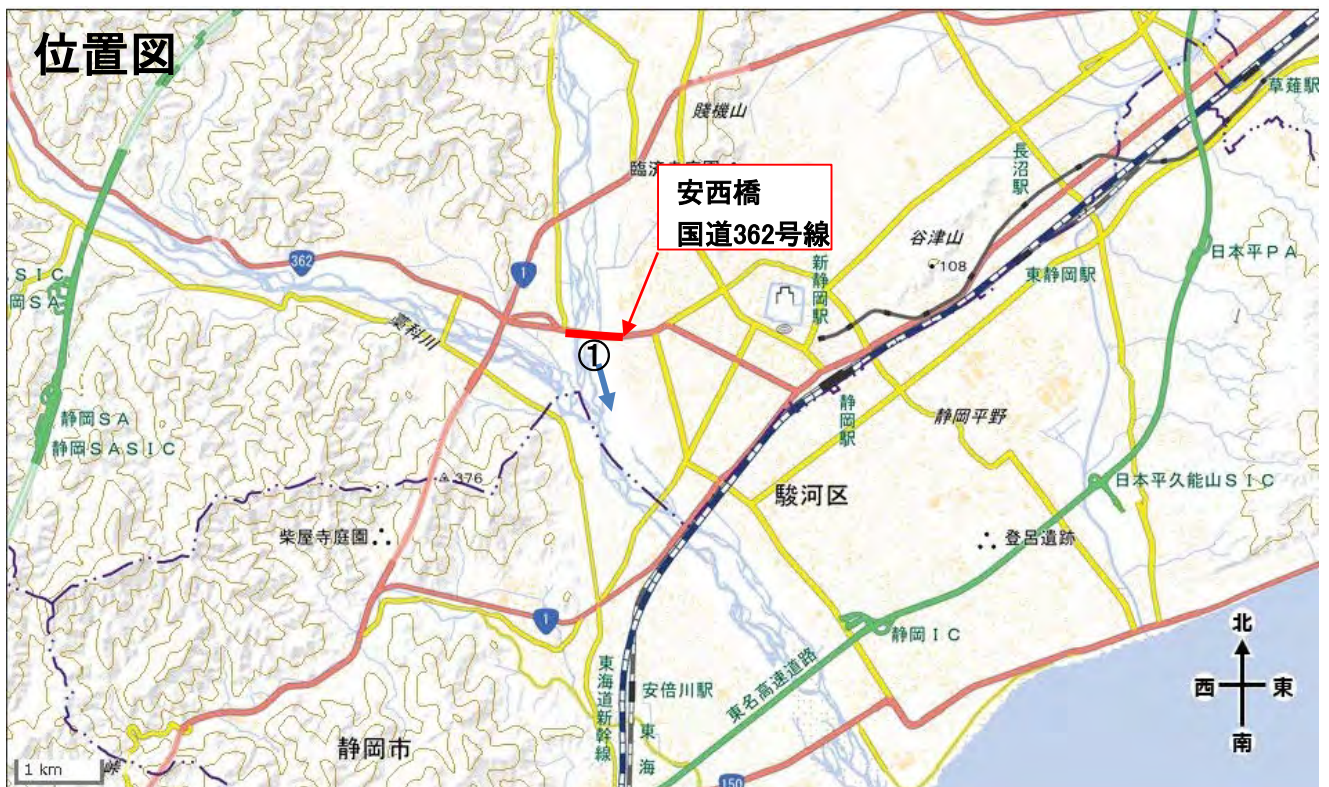 位置図
賤機山
草薙駅
長沼駅
安西橋
国道362号線
谷津山
108
新静岡駅
日本平PA
東静岡駅
362
1
SIC
岡SA
藁科川
①
静岡SA
静岡SASIC
静岡駅
静岡平野
376
駿河区
日本平久能山SIC
柴屋寺庭園
登呂遺跡
1
静岡IC
北
西
東
南
東海道新幹線
安倍川駅
東名高速道路
東海
静岡市
1 km
150